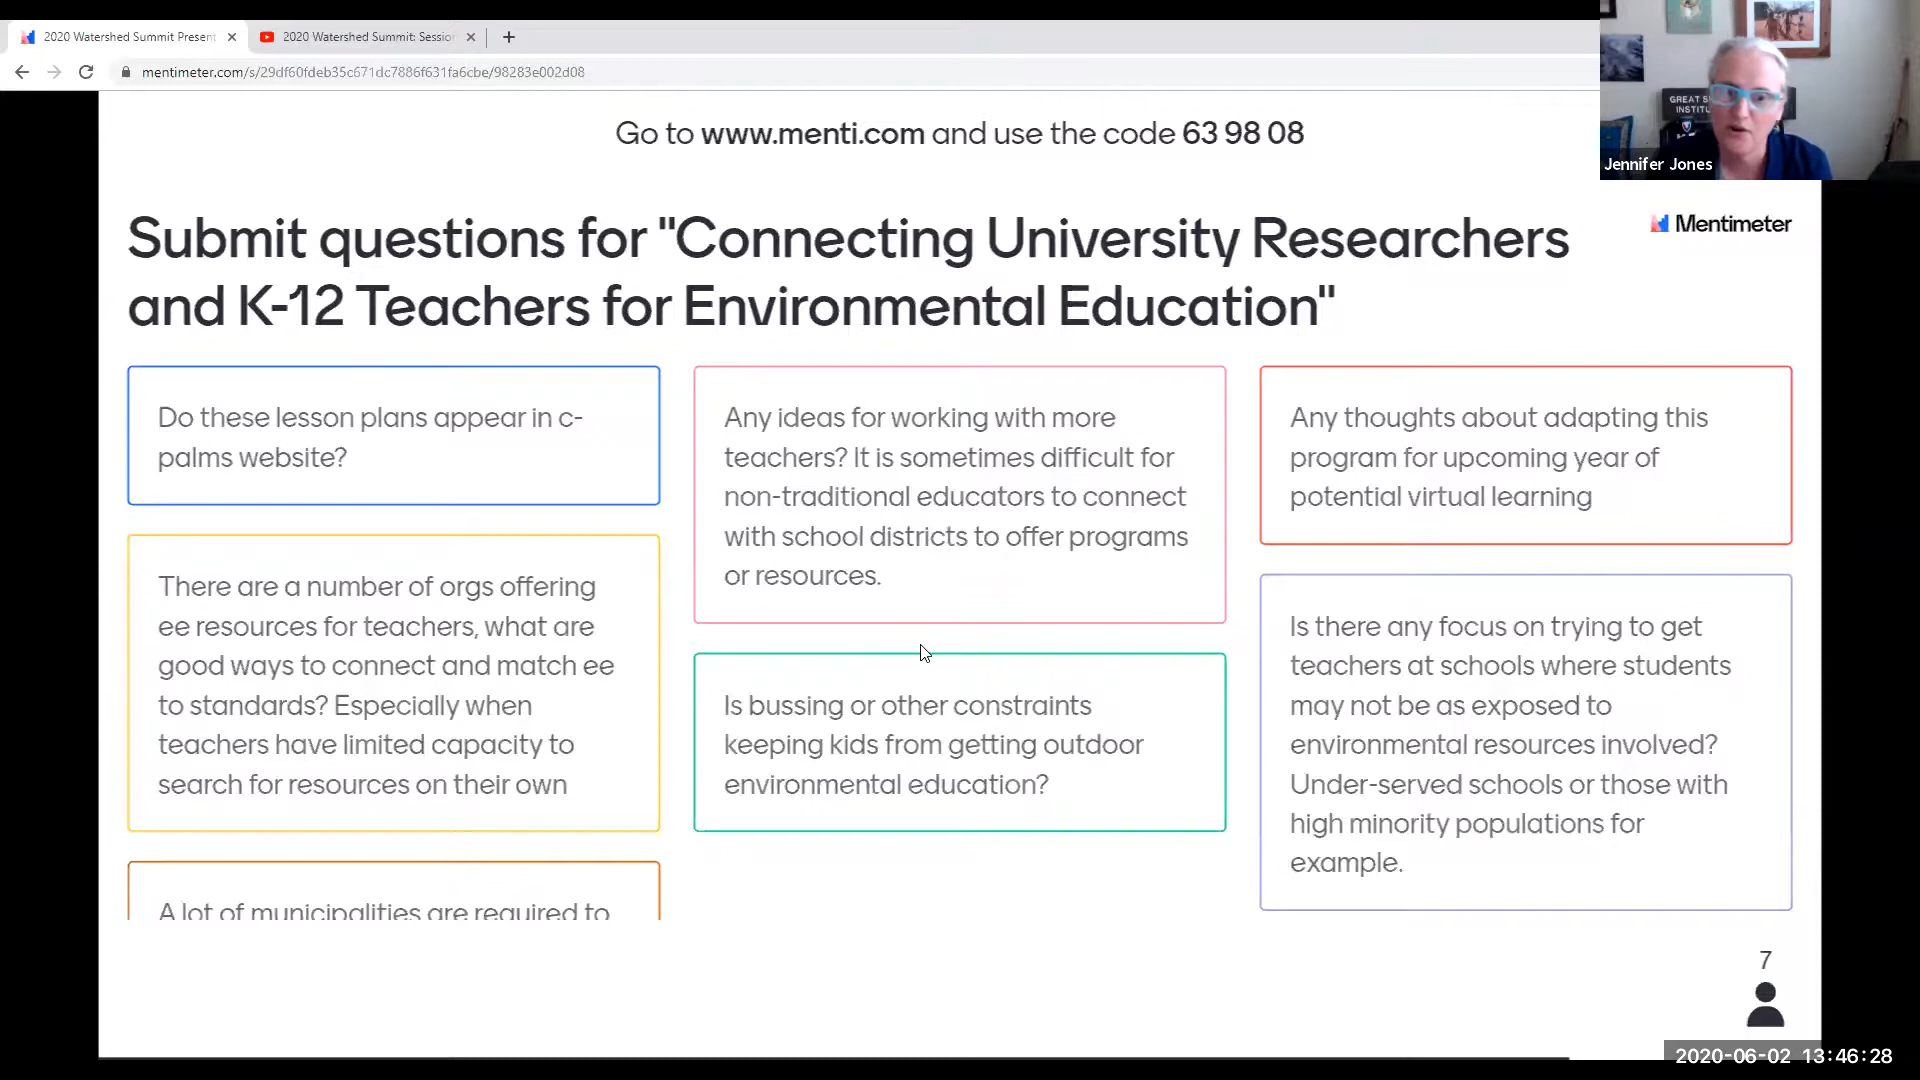 2020 Watershed Summit Present
2020 Watershed Summit: Sessio
mentimeter.com/s/29df60fdeb35c671dc7886f631fa6cbe/98283e002d08
GREAT S
INSTIT
Jennifer Jones
Go to www.menti.com and use the code 63 98 08
Mentimeter
Submit questions for "Connecting University Researchers
and K-12 Teachers for Environmental Education"
Do these lesson plans appear in c-
palms website?
There are a number of orgs offering
ee resources for teachers, what are
good ways to connect and match ee
to standards? Especially when
teachers have limited capacity to
search for resources on their own
A lot of municipalities are required to
Any ideas for working with more
teachers? It is sometimes difficult for
non-traditional educators to connect
with school districts to offer programs
or resources.
Is bussing or other constraints
keeping kids from getting outdoor
environmental education?
Any thoughts about adapting this
program for upcoming year of
potential virtual learning
Is there any focus on trying to get
teachers at schools where students
may not be as exposed to
environmental resources involved?
Under-served schools or those with
high minority populations for
example.
7
2020-06-02 13:46:28